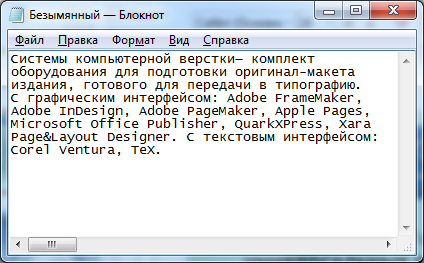 Безымянный — Блокнот
Файл Правка Формат Вид Справка
Системы компьютерной верстки– комплект
оборудования для подготовки оригинал-макета
издания, готового для передачи в типографию.
С графическим интерфейсом: Adobe FrameMaker,
Adobe InDesign, Adobe PageMaker, Apple Pages,
Microsoft Office Publisher, QuarkXPress, Xara
Page&Layout Designer. С текстовым интерфейсом:
Corel Ventura, TeX.